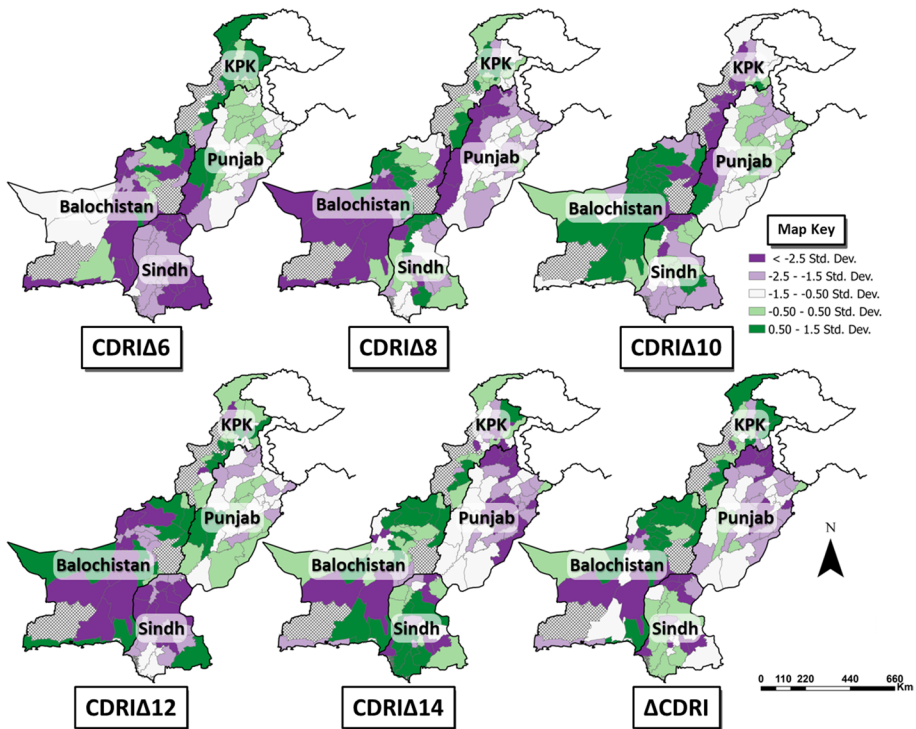 KPK
Punjab
Balochistan
Sindh
CDRIΔ6
KPK
Punjab
Balochistan
Sindh
CDRIΔ8
KPK
Punjab
Balochistan
Sindh
CDRIΔ10
Map Key
< -2.5 Std. Dev.
-2.5 - -1.5 Std. Dev.
-1.5 - -0.50 Std. Dev.
-0.50 - 0.50 Std. Dev.
0.50 - 1.5 Std. Dev.
KPK
Punjab
Balochistan
Sindh
CDRIΔ12
KPK
Punjab
Balochistan
Sindh
CDRIΔ14
KPK
Punjab
Balochistan
Sindh
ΔCDRI
N
0 110 220 440 660
Km